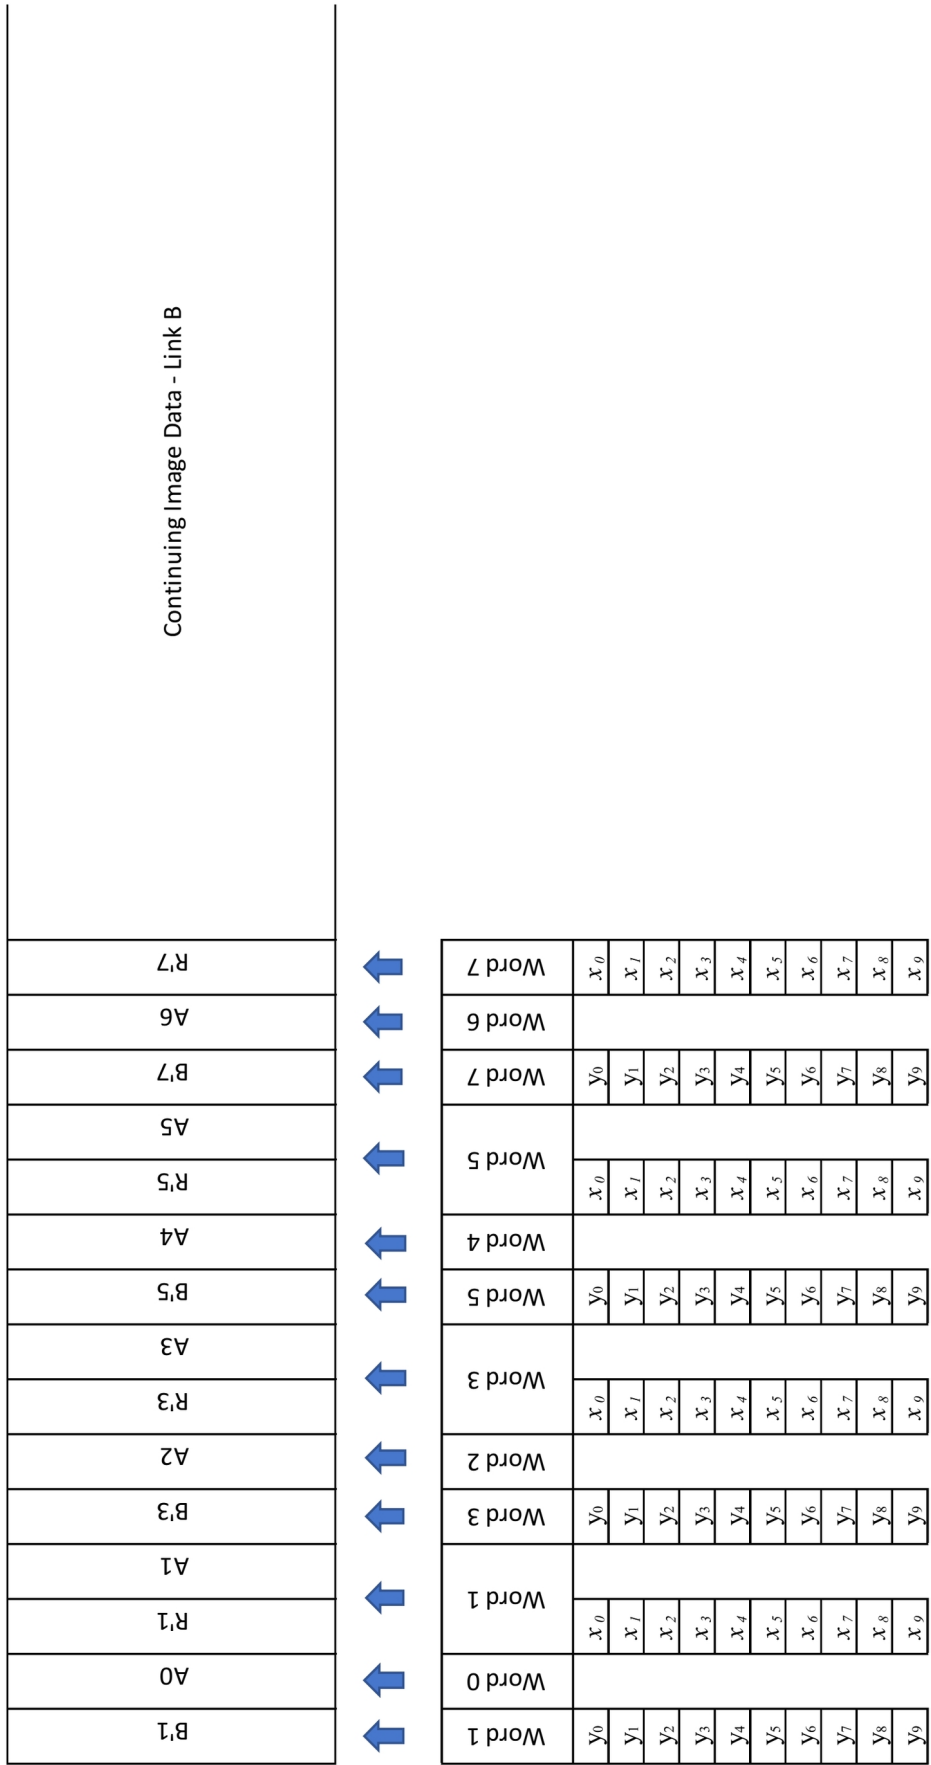 B'1 A0 R'1 A1 B'3 A2 R'3 A3 B'5 A4 R'5 A5 B'7 A6 R'7 Continuing Image Data - Link B
Word 1 Word 0 Word 1 Word 3 Word 2 Word 3 Word 5 Word 4 Word 5 Word 7 Word 6 Word 7
y0 x0 y0 x0 y0 x0 y0 x0
y1 x1 y1 x1 y1 x1 y1 x1
y2 x2 y2 x2 y2 x2 y2 x2
y3 x3 y3 x3 y3 x3 y3 x3
y4 x4 y4 x4 y4 x4 y4 x4
y5 x5 y5 x5 y5 x5 y5 x5
y6 x6 y6 x6 y6 x6 y6 x6
y7 x7 y7 x7 y7 x7 y7 x7
y8 x8 y8 x8 y8 x8 y8 x8
y9 x9 y9 x9 y9 x9 y9 x9